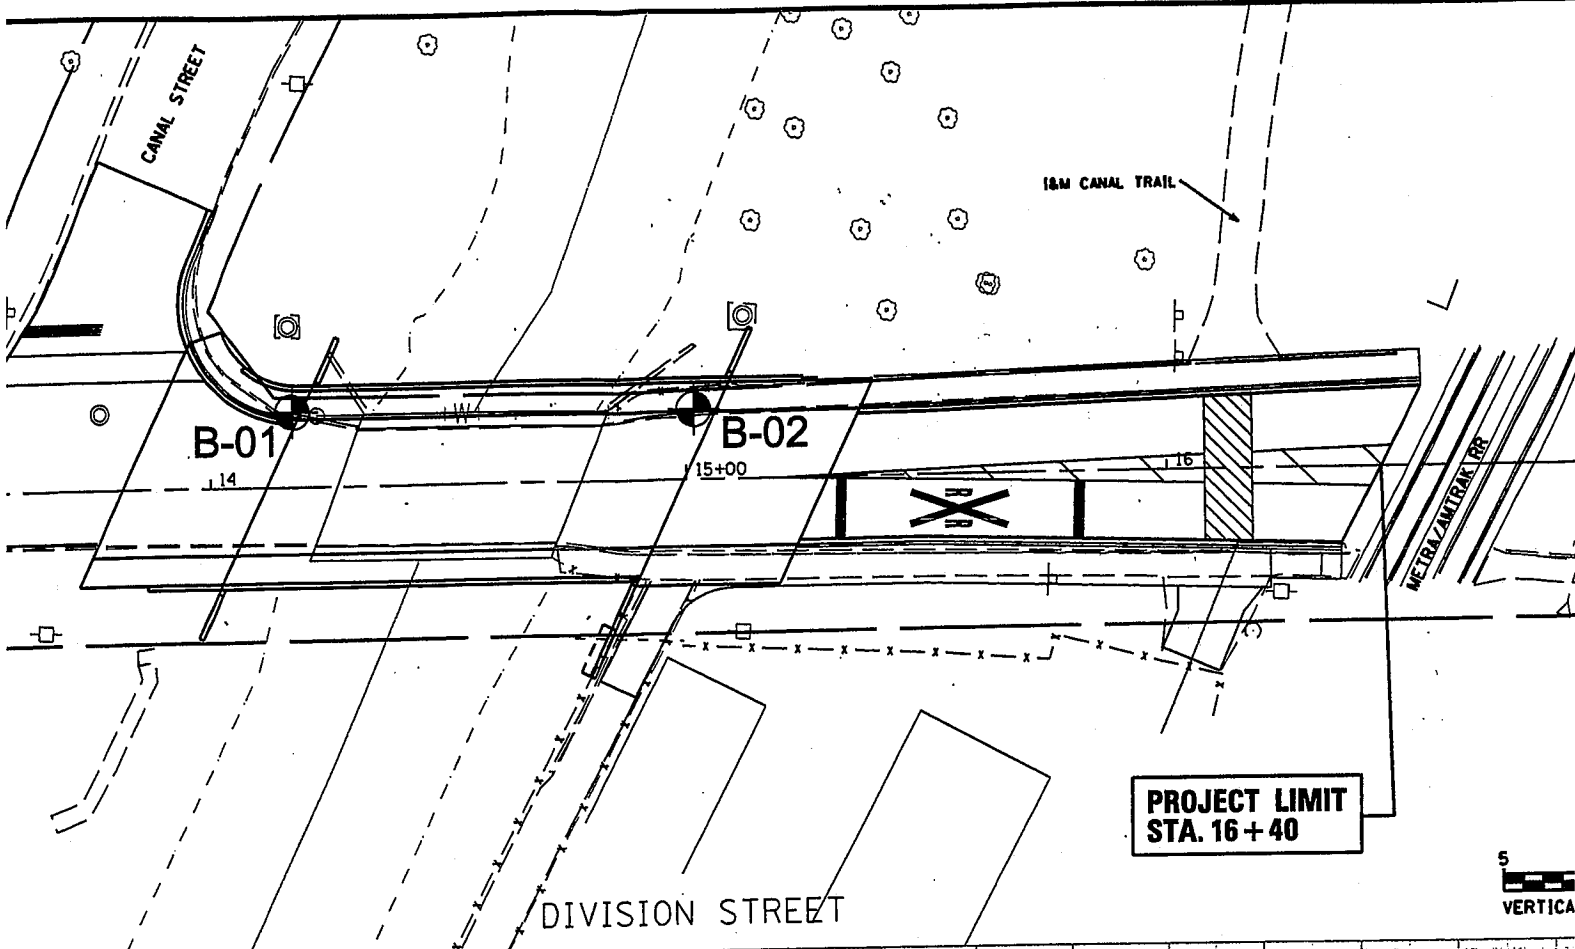 CANAL STREET
I&M CANAL TRAIL
B-01
B-02
14
15+00
16
R R
METRA/AMTRAK RR
PROJECT LIMIT
STA. 16+40
DIVISION STREET
5
VERTICA